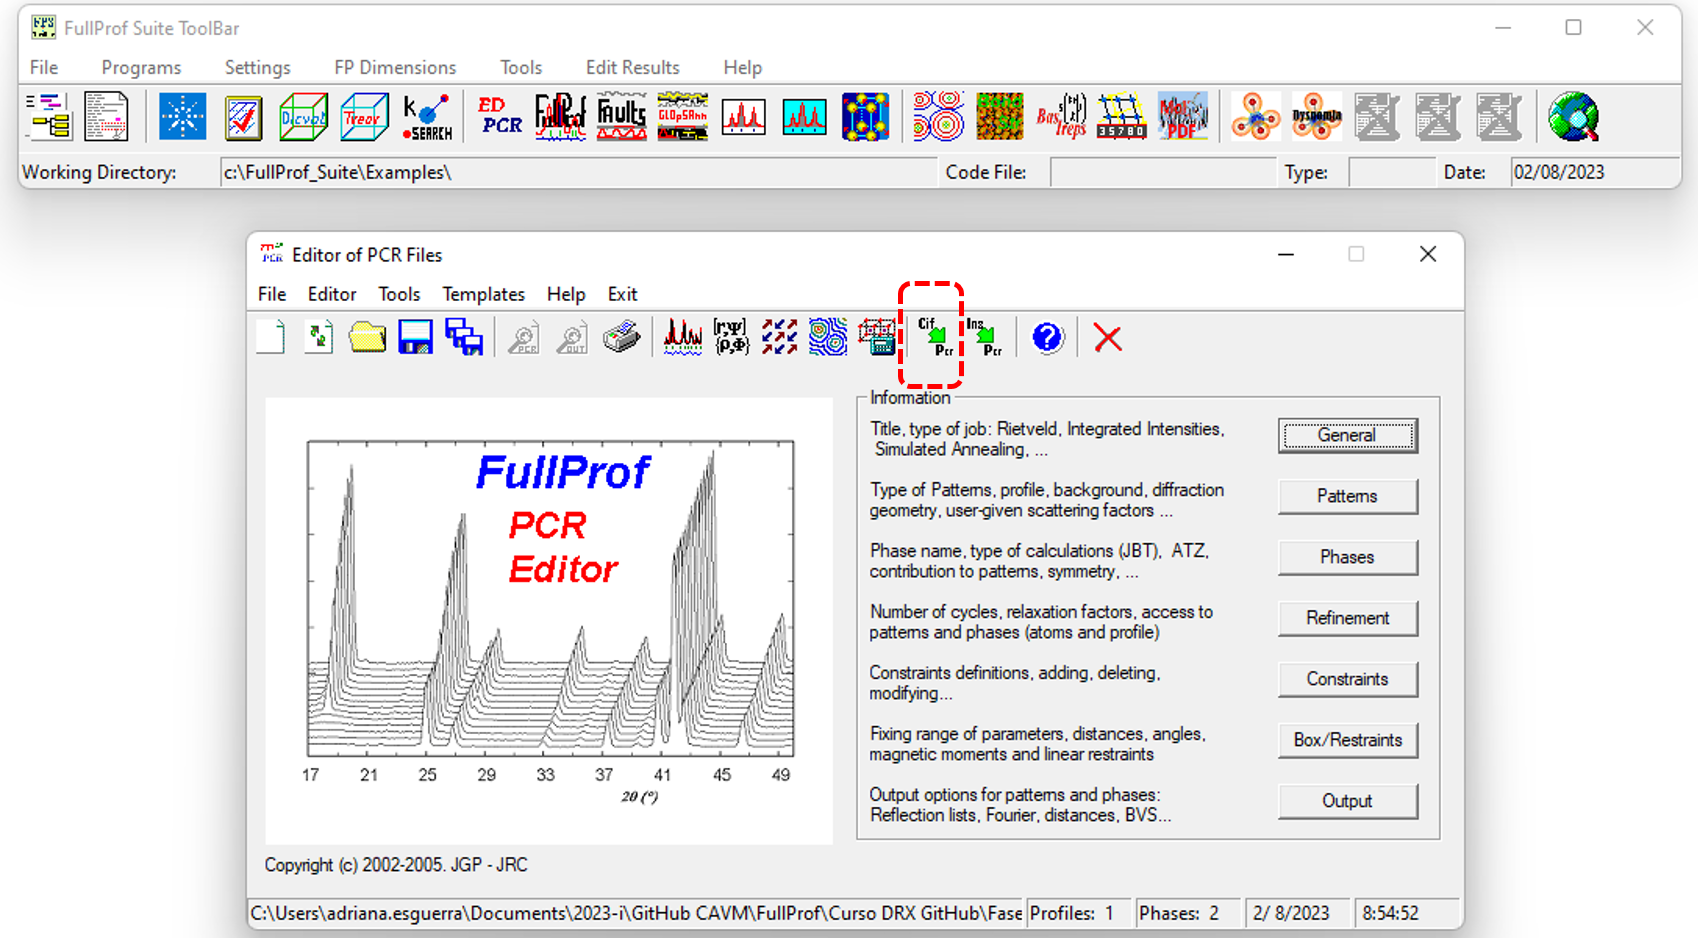 FullProf Suite ToolBar
File Programs Settings FP Dimensions Tools Edit Results Help
Dicvol Treor K SEARCH ED PCR FullProf Faults GLOpSAnn Bas Ireps 35780 PDF Dysnomia
Working Directory: c:\FullProf_Suite\Examples\ Code File: Type: Date: 02/08/2023
PCR Editor of PCR Files
File Editor Tools Templates Help Exit
PCR OUT Cif Pcr Ins Pcr
FullProf
PCR
Editor
17 21 25 29 33 37 41 45 49
2θ (°)
Information
Title, type of job: Rietveld, Integrated Intensities,
Simulated Annealing, ...
General
Type of Patterns, profile, background, diffraction
geometry, user-given scattering factors ...
Patterns
Phase name, type of calculations (JBT), ATZ,
contribution to patterns, symmetry, ...
Phases
Number of cycles, relaxation factors, access to
patterns and phases (atoms and profile)
Refinement
Constraints definitions, adding, deleting,
modifying...
Constraints
Fixing range of parameters, distances, angles,
magnetic moments and linear restraints
Box/Restraints
Output options for patterns and phases:
Reflection lists, Fourier, distances, BVS...
Output
Copyright (c) 2002-2005. JGP - JRC
C:\Users\adriana.esguerra\Documents\2023-i\GitHub CAVM\FullProf\Curso DRX GitHub\Fase Profiles: 1 Phases: 2 2/ 8/2023 8:54:52